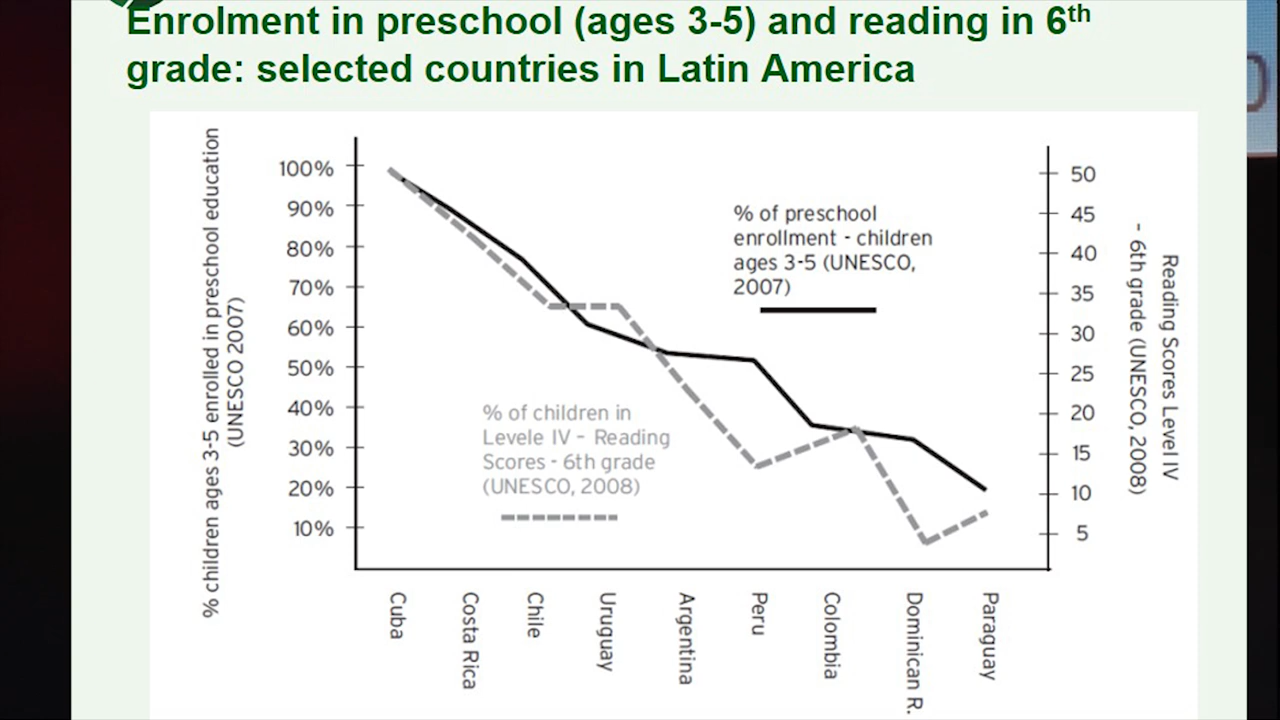 Enrolment in preschool (ages 3-5) and reading in 6th
grade: selected countries in Latin America
% children ages 3-5 enrolled in preschool education
(UNESCO 2007)
100%
90%
80%
70%
60%
50%
40%
30%
20%
10%
% of preschool
enrollment - children
ages 3-5 (UNESCO,
2007)
% of children in
Levele IV - Reading
Scores - 6th grade
(UNESCO, 2008)
50
45
40
35
30
25
20
15
10
5
Reading Scores Level IV
- 6th grade (UNESCO, 2008)
Cuba
Costa Rica
Chile
Uruguay
Argentina
Peru
Colombia
Dominican R.
Paraguay